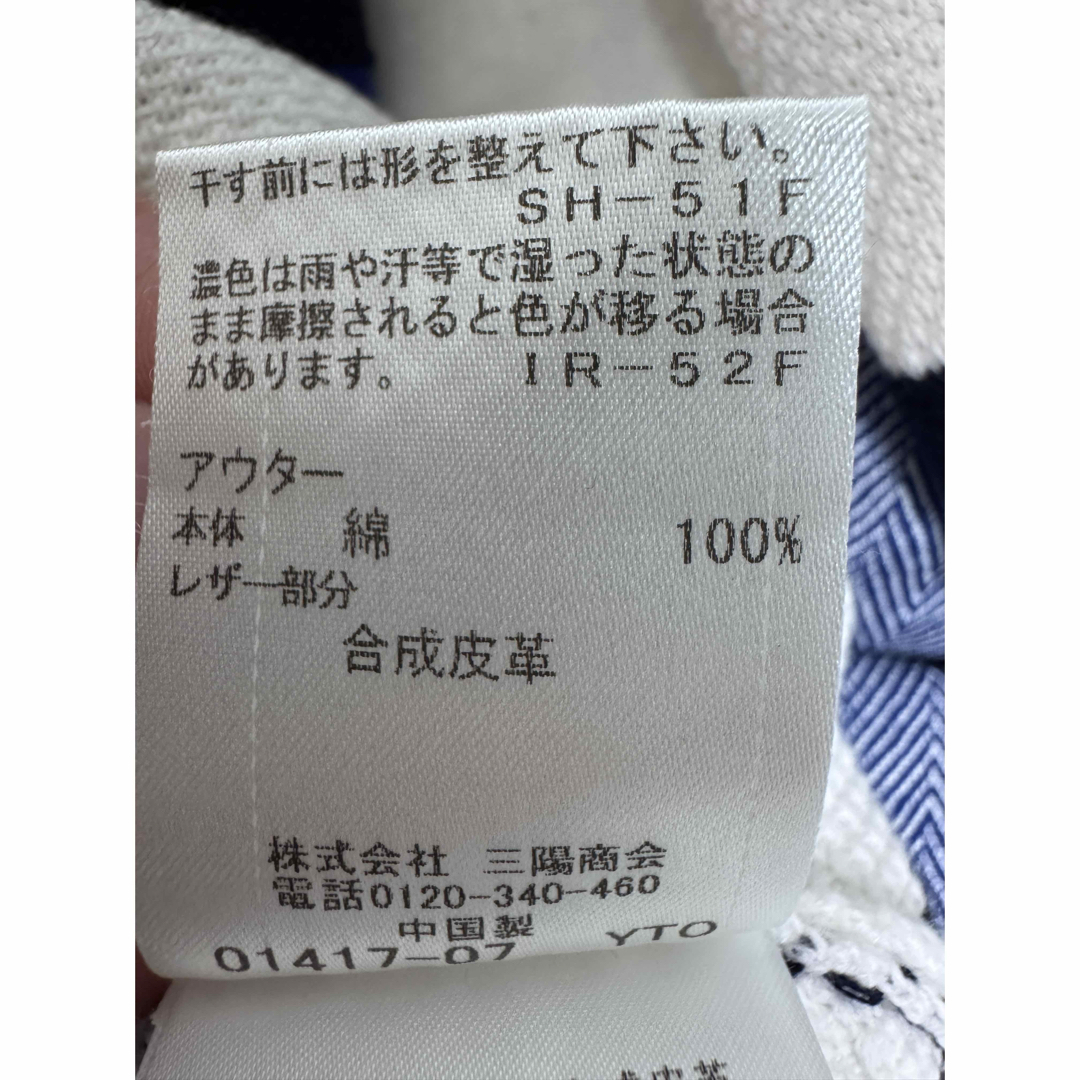 干す前には形を整えて下さい。
SH-51F
濃色は雨や汗等で湿った状態の
まま摩擦されると色が移る場合
があります。 IR-52F
アウター
本体 綿 100%
レザー部分
合成皮革
株式会社 三陽商会
電話0120-340-460
中国製
01417-07 YTO
皮革